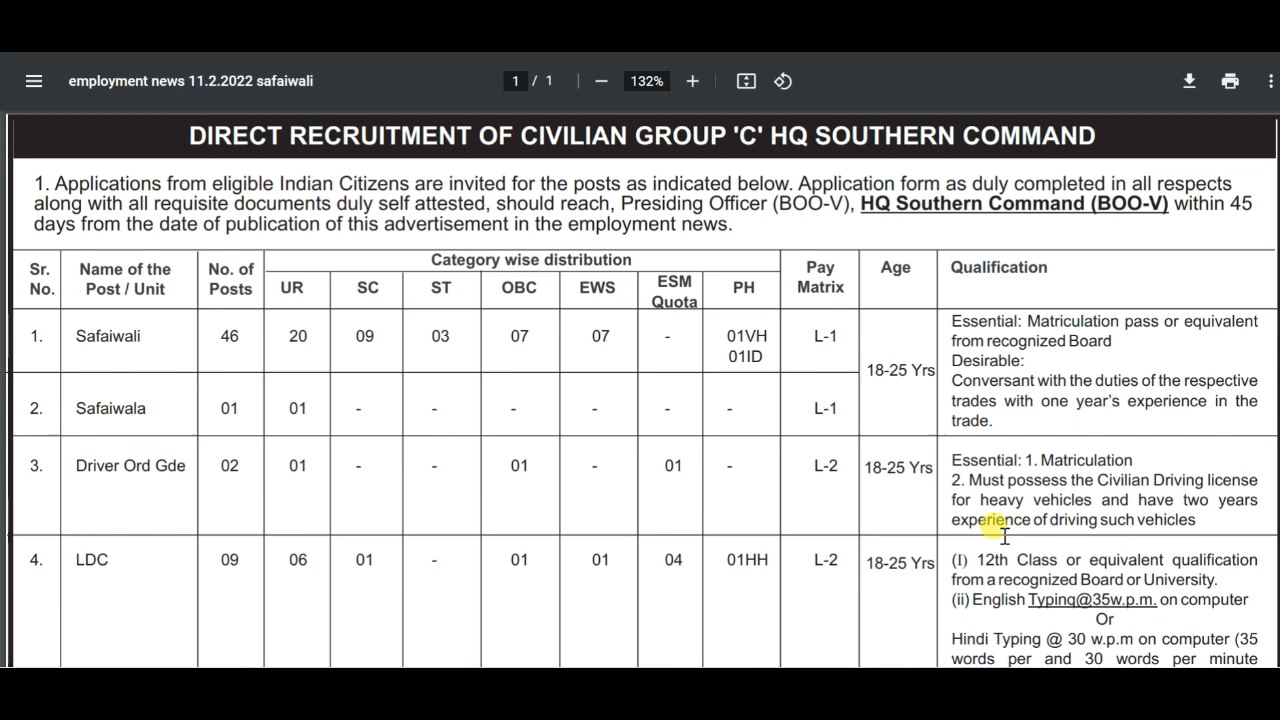 employment news 11.2.2022 safaiwali
1 / 1
132%
DIRECT RECRUITMENT OF CIVILIAN GROUP 'C' HQ SOUTHERN COMMAND
1. Applications from eligible Indian Citizens are invited for the posts as indicated below. Application form as duly completed in all respects
along with all requisite documents duly self attested, should reach, Presiding Officer (BOO-V), HQ Southern Command (BOO-V) within 45
days from the date of publication of this advertisement in the employment news.
Sr. No. Name of the Post / Unit No. of Posts Category wise distribution Pay Matrix Age Qualification
UR SC ST OBC EWS ESM Quota PH
1. Safaiwali 46 20 09 03 07 07 - 01VH 01ID L-1
18-25 Yrs
Essential: Matriculation pass or equivalent
from recognized Board
Desirable:
Conversant with the duties of the respective
trades with one year's experience in the
trade.
2. Safaiwala 01 01 - - - - - - L-1
3. Driver Ord Gde 02 01 - - 01 - 01 - L-2 18-25 Yrs
Essential: 1. Matriculation
2. Must possess the Civilian Driving license
for heavy vehicles and have two years
experience of driving such vehicles
4. LDC 09 06 01 - 01 01 04 01HH L-2 18-25 Yrs
(I) 12th Class or equivalent qualification
from a recognized Board or University.
(ii) English Typinq@35w.p.m. on computer
Or
Hindi Typing @ 30 w.p.m on computer (35
words per and 30 words per minute